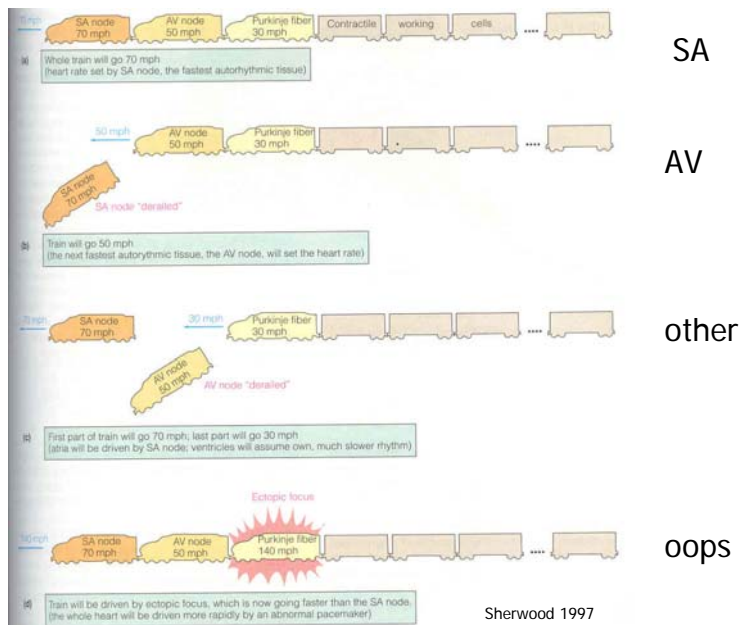 70 mph
SA node
70 mph
AV node
50 mph
Purkinje fiber
30 mph
Contractile
working
cells
....
SA
(a) Whole train will go 70 mph
(heart rate set by SA node, the fastest autorhythmic tissue)
50 mph
AV node
50 mph
Purkinje fiber
30 mph
....
AV
SA node
70 mph
SA node "derailed"
(b) Train will go 50 mph
(the next fastest autorythmic tissue, the AV node, will set the heart rate)
70 mph
SA node
70 mph
30 mph
Purkinje fiber
30 mph
....
other
AV node
50 mph
AV node "derailed"
(c) First part of train will go 70 mph; last part will go 30 mph
(atria will be driven by SA node; ventricles will assume own, much slower rhythm)
Ectopic focus
140 mph
SA node
70 mph
AV node
50 mph
Purkinje fiber
140 mph
....
oops
(d) Train will be driven by ectopic focus, which is now going faster than the SA node.
(the whole heart will be driven more rapidly by an abnormal pacemaker)
Sherwood 1997